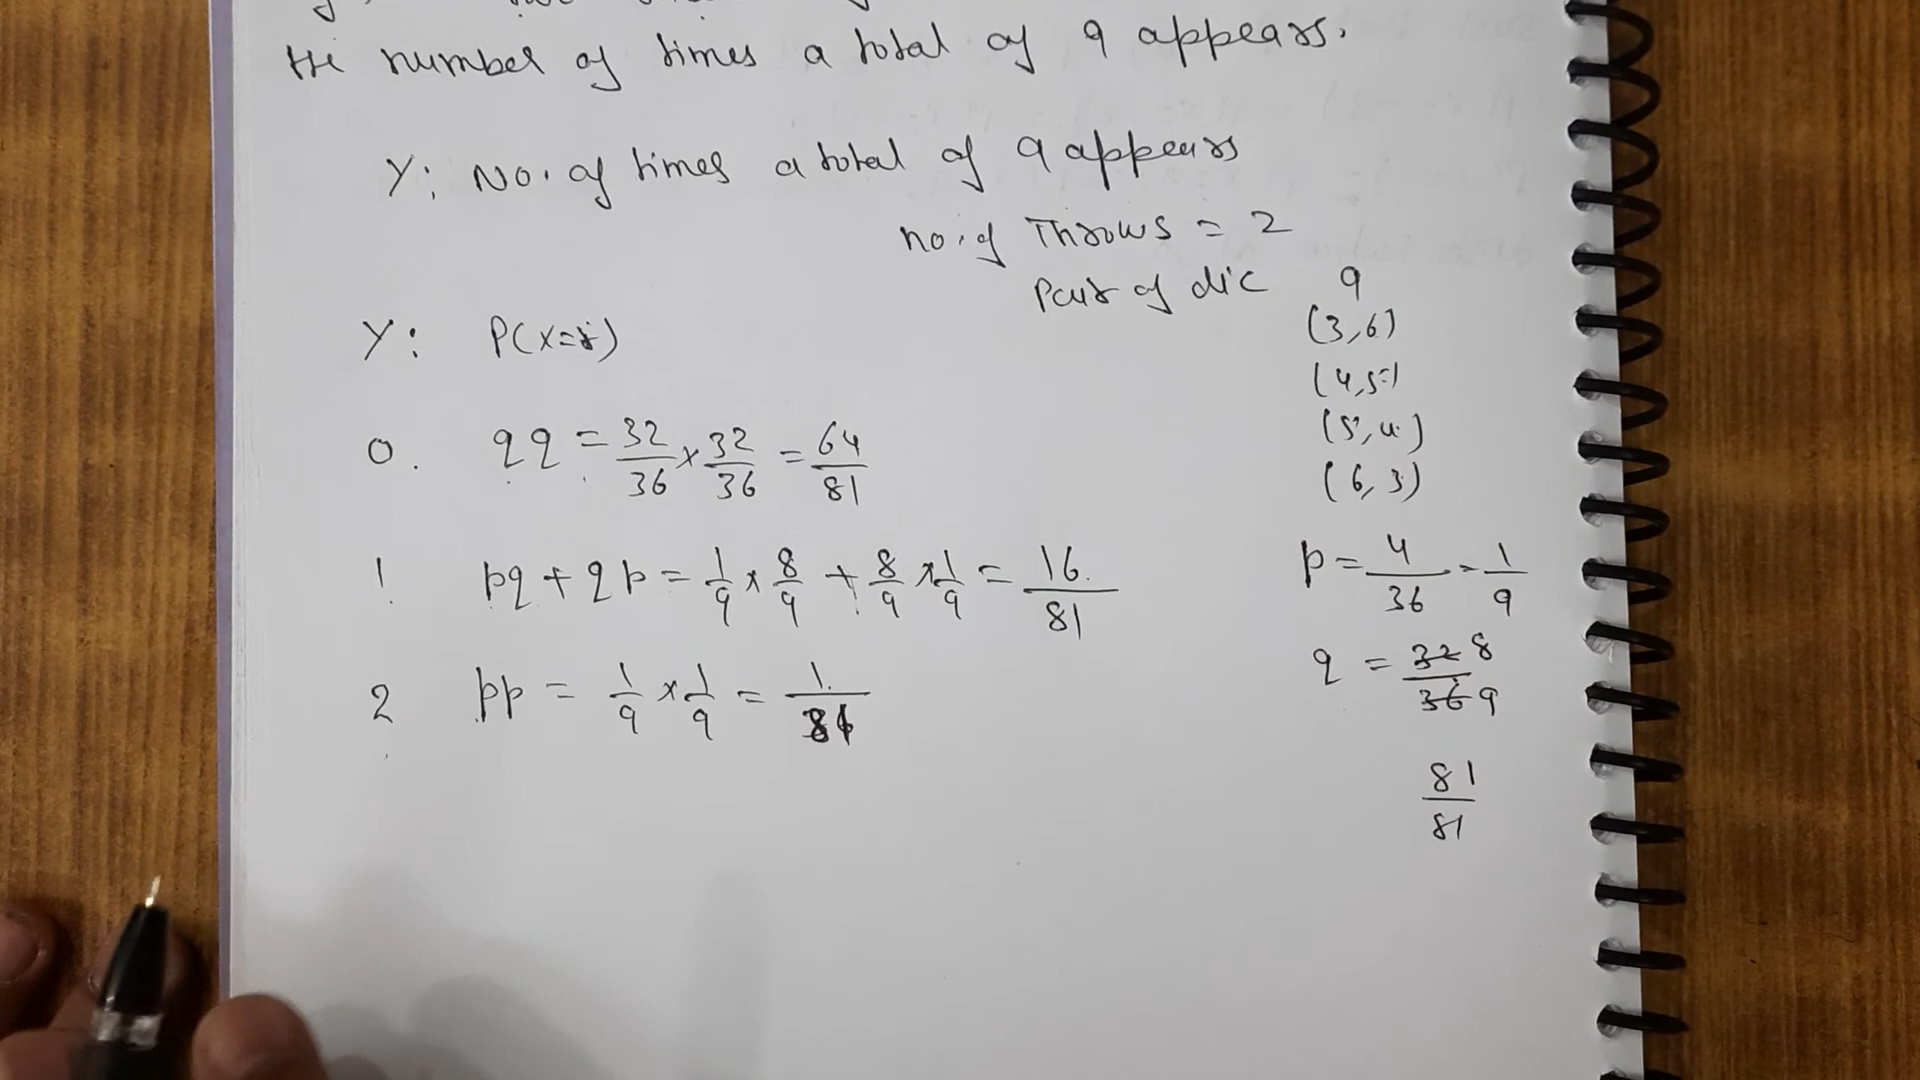 the number of times a total of 9 appears.
Y: No. of times a total of 9 appears
no. of Throws = 2
Pair of dic
9
(3,6)
(4,5)
(5,4)
(6,3)
Y: P(X=r)
0. qq = 32/36 × 32/36 = 64/81
1 pq + qp = 1/9 × 8/9 + 8/9 × 1/9 = 16/81
2 pp = 1/9 × 1/9 = 1/81
p = 4/36 = 1/9
q = 32/36 8/9
81/81